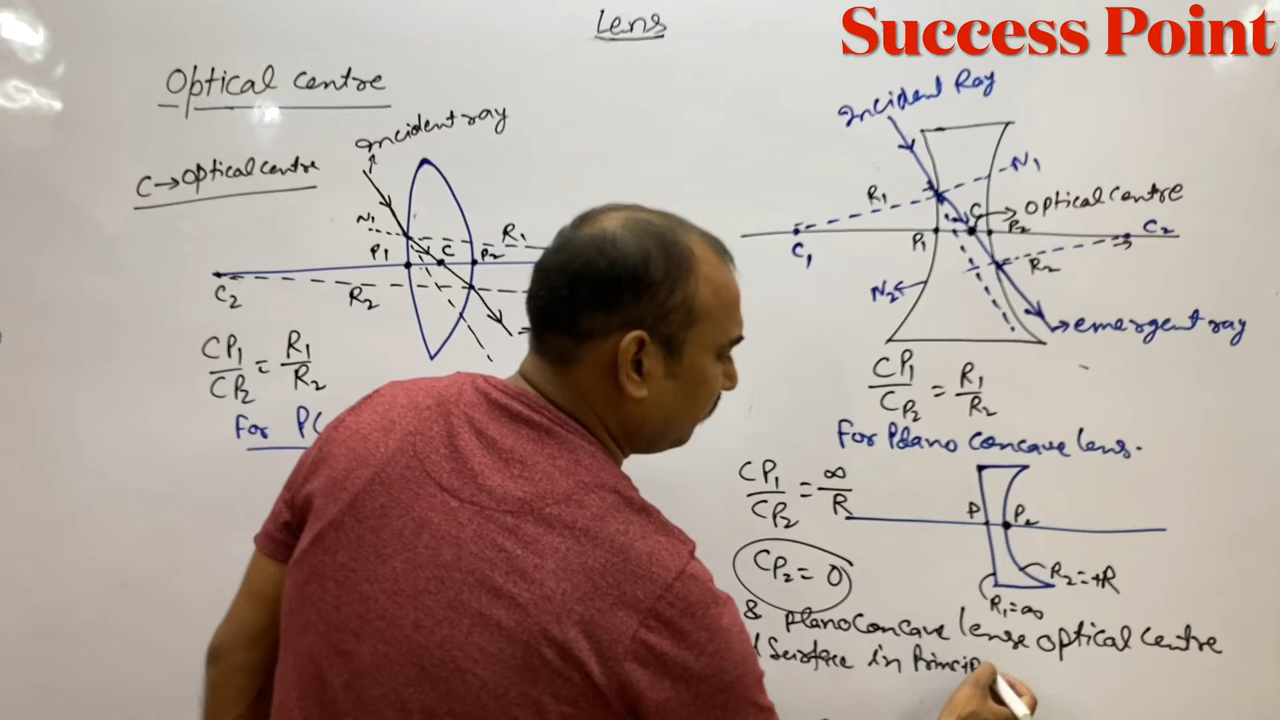 Lens
Success Point
Optical centre
C→Optical centre
Incident ray
N₁
P₁
C
P₂
R₁
C₂
R₂
CP₁/CP₂ = R₁/R₂
For
Incident Ray
N₁
R₁
C
→Optical centre
C₁
P₁
P₂
C₂
R₂
N₂
→emergent ray
CP₁/CP₂ = R₁/R₂
For Plano Concave lens.
CP₁/CP₂ = ∞/R
P
P₂
CP₂ = 0
R₂=+R
R₁=∞
& PlanoConcave lense optical centre
Surface in Princip